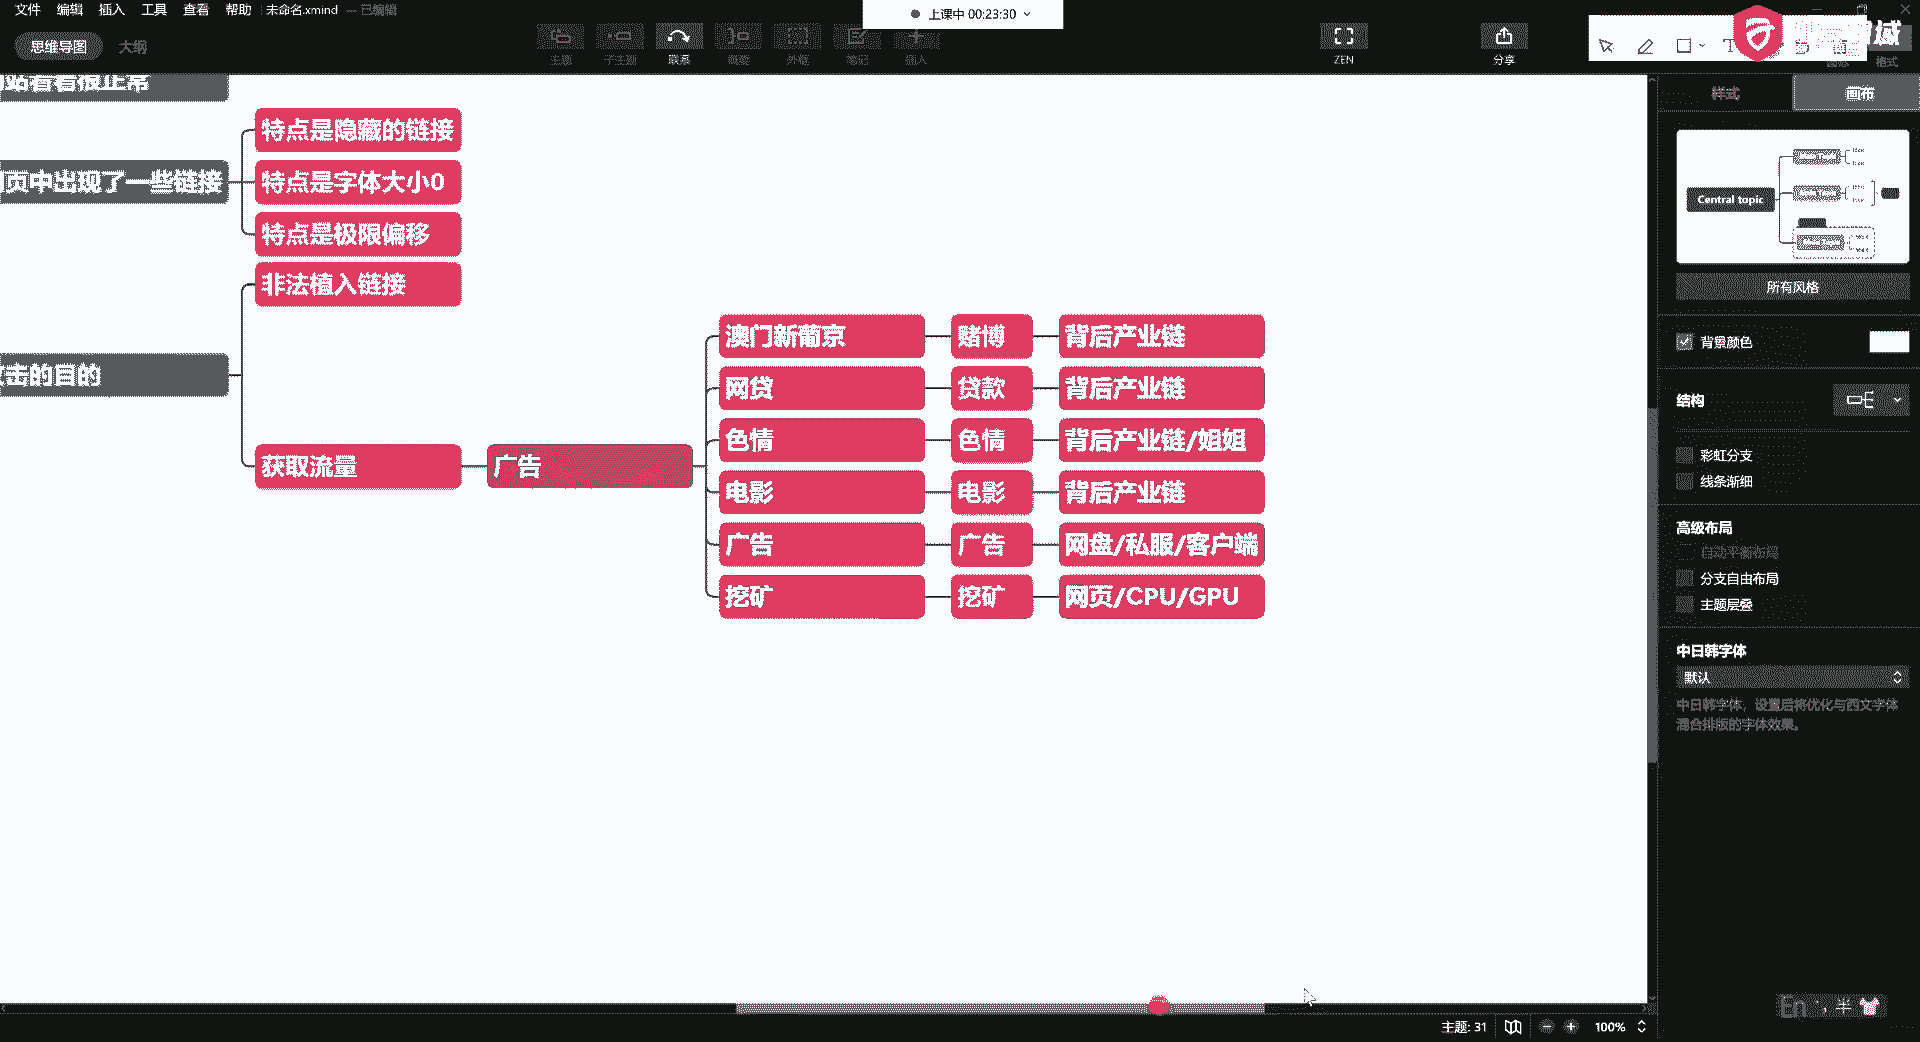 文件 编辑 插入 工具 查看 帮助 未命名.xmind — 已编辑
上课中 00:23:30
思维导图 大纲
主题 子主题 联系 概要 外框 笔记 插入 ZEN 分享 格式
站看着很正常
页中出现了一些链接
特点是隐藏的链接
特点是字体大小0
特点是极限偏移
击的目的
非法植入链接
获取流量
广告
澳门新葡京 赌博 背后产业链
网贷 贷款 背后产业链
色情 色情 背后产业链/姐姐
电影 电影 背后产业链
广告 广告 网盘/私服/客户端
挖矿 挖矿 网页/CPU/GPU
样式 画布
Central topic
所有风格
背景颜色
结构
彩虹分支
线条渐细
高级布局
自动平衡布局
分支自由布局
主题层叠
中日韩字体
默认
中日韩字体，设置后将优化与西文字体
混合排版的字体效果。
En 半
主题: 31 100%